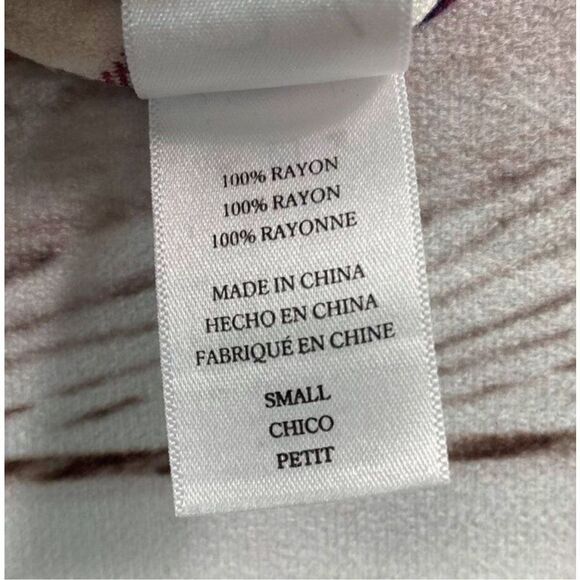 100% RAYON
100% RAYON
100% RAYONNE
MADE IN CHINA
HECHO EN CHINA
FABRIQUÉ EN CHINE
SMALL
CHICO
PETIT